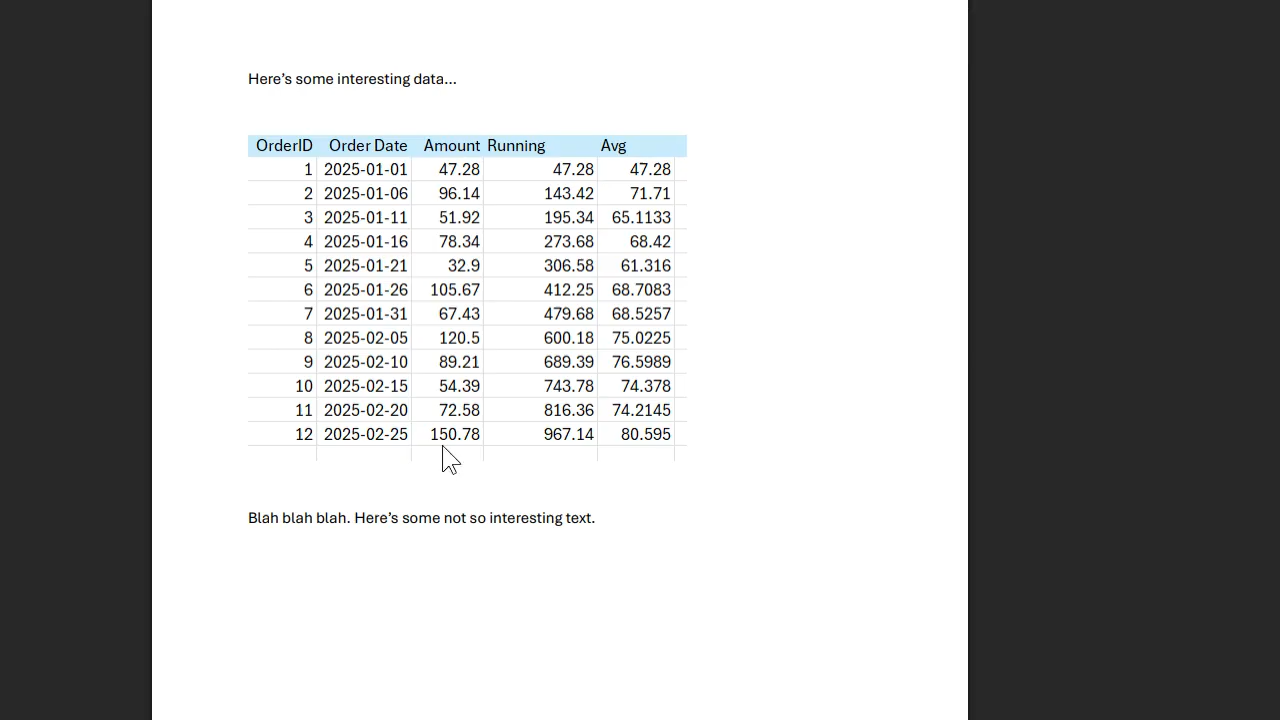 Here’s some interesting data...
OrderID Order Date Amount Running Avg
1 2025-01-01 47.28 47.28 47.28
2 2025-01-06 96.14 143.42 71.71
3 2025-01-11 51.92 195.34 65.1133
4 2025-01-16 78.34 273.68 68.42
5 2025-01-21 32.9 306.58 61.316
6 2025-01-26 105.67 412.25 68.7083
7 2025-01-31 67.43 479.68 68.5257
8 2025-02-05 120.5 600.18 75.0225
9 2025-02-10 89.21 689.39 76.5989
10 2025-02-15 54.39 743.78 74.378
11 2025-02-20 72.58 816.36 74.2145
12 2025-02-25 150.78 967.14 80.595
Blah blah blah. Here’s some not so interesting text.